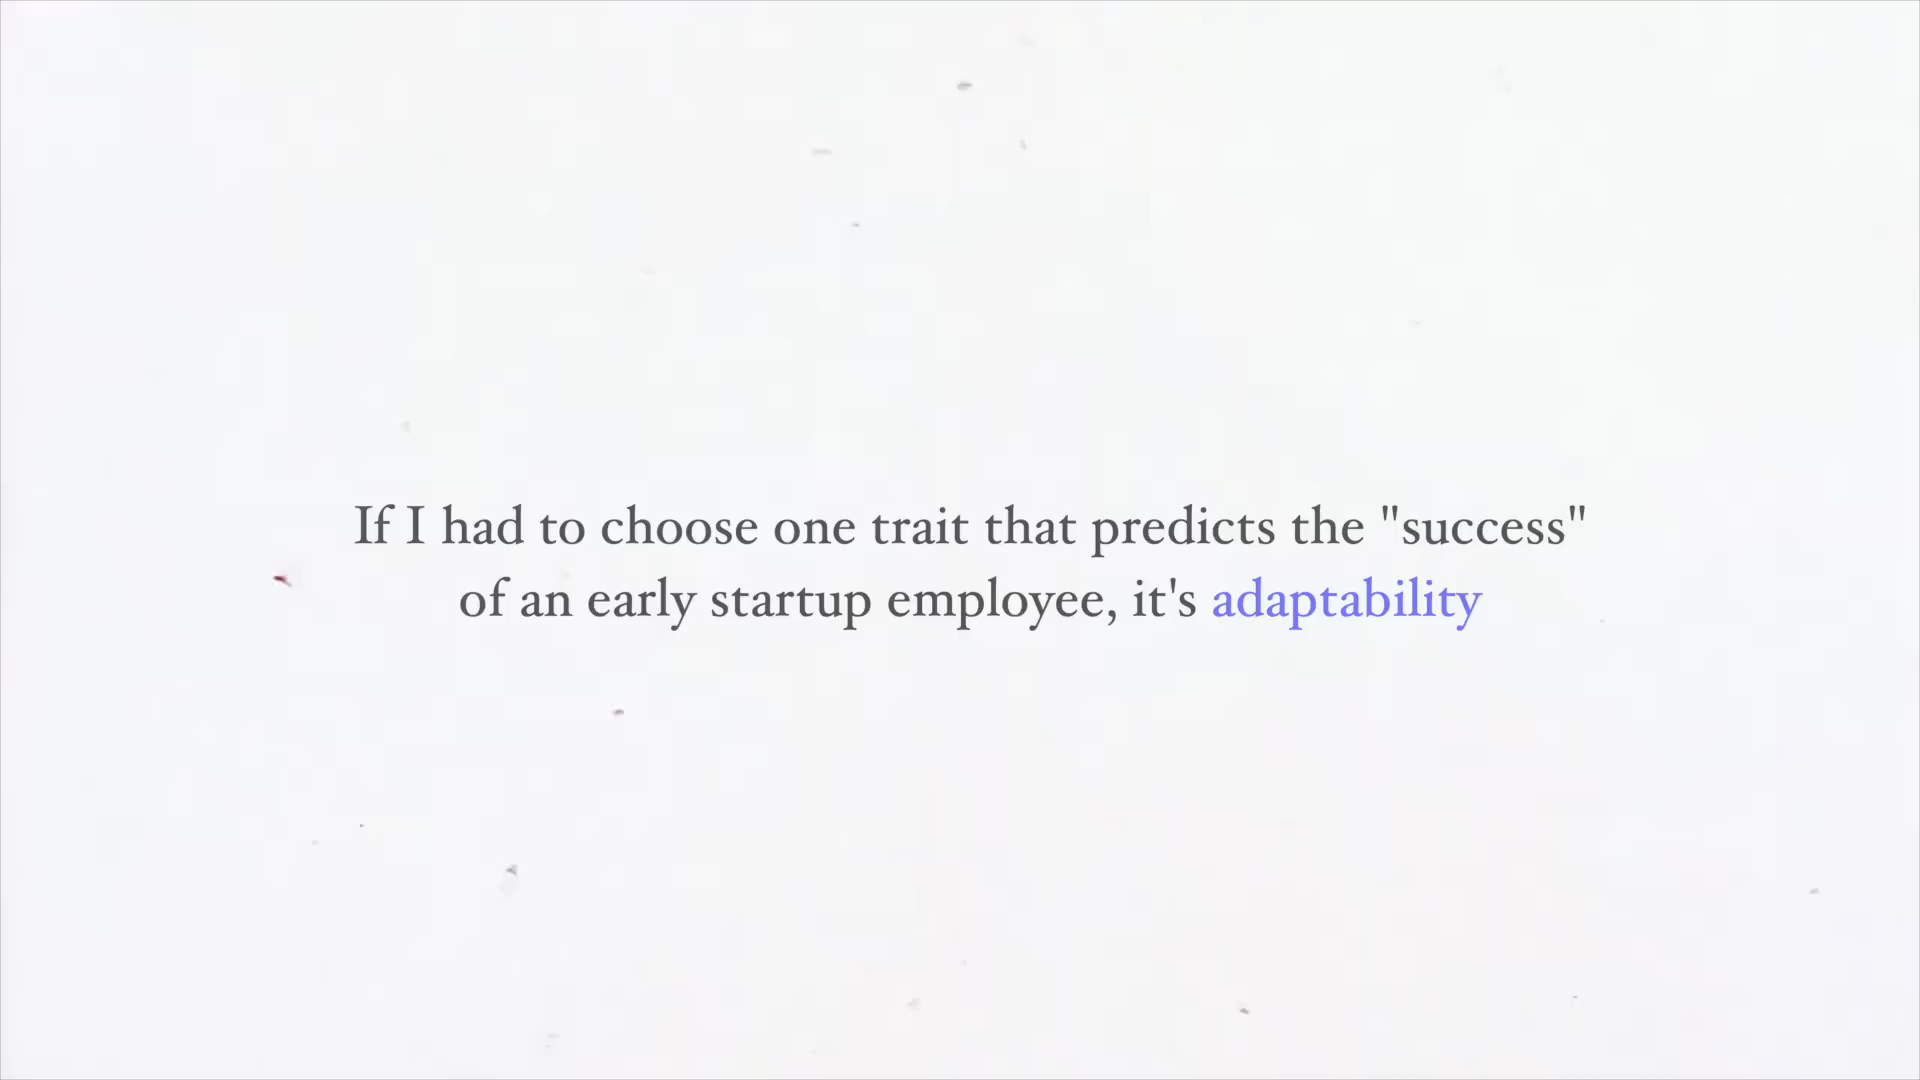 If I had to choose one trait that predicts the "success"
of an early startup employee, it's adaptability